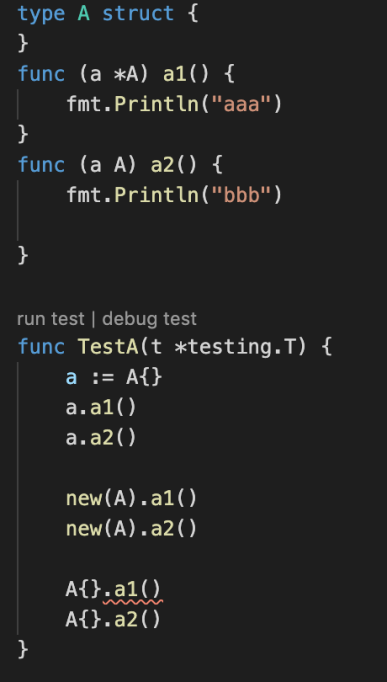 type A struct {
}
func (a *A) a1() {
    fmt.Println("aaa")
}
func (a A) a2() {
    fmt.Println("bbb")

}

run test | debug test
func TestA(t *testing.T) {
    a := A{}
    a.a1()
    a.a2()

    new(A).a1()
    new(A).a2()

    A{}.a1()
    A{}.a2()
}